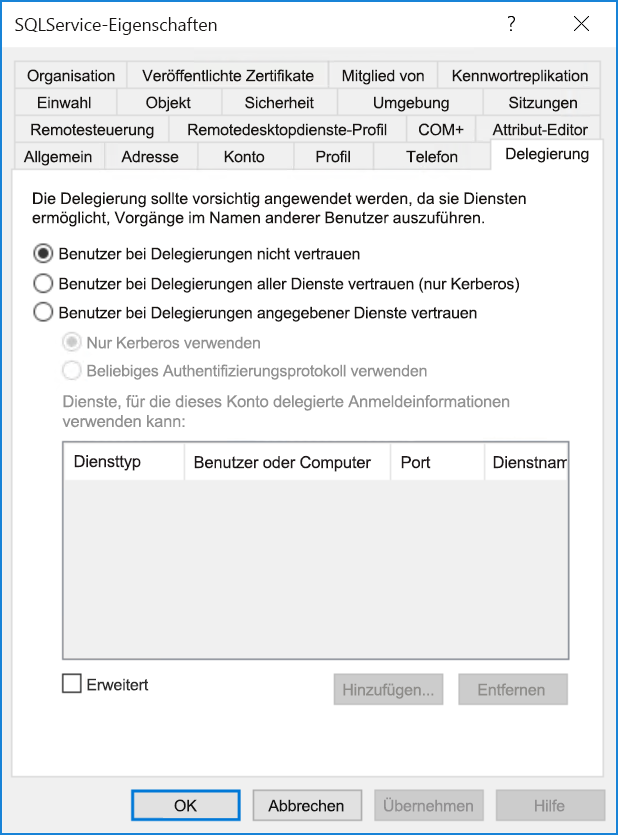 SQLService-Eigenschaften ?
Organisation Veröffentlichte Zertifikate Mitglied von Kennwortreplikation
Einwahl Objekt Sicherheit Umgebung Sitzungen
Remotesteuerung Remotedesktopdienste-Profil COM+ Attribut-Editor
Allgemein Adresse Konto Profil Telefon Delegierung
Die Delegierung sollte vorsichtig angewendet werden, da sie Diensten
ermöglicht, Vorgänge im Namen anderer Benutzer auszuführen.
Benutzer bei Delegierungen nicht vertrauen
Benutzer bei Delegierungen aller Dienste vertrauen (nur Kerberos)
Benutzer bei Delegierungen angegebener Dienste vertrauen
Nur Kerberos verwenden
Beliebiges Authentifizierungsprotokoll verwenden
Dienste, für die dieses Konto delegierte Anmeldeinformationen
verwenden kann:
Diensttyp Benutzer oder Computer Port Dienstnam
Erweitert Hinzufügen... Entfernen
OK Abbrechen Übernehmen Hilfe